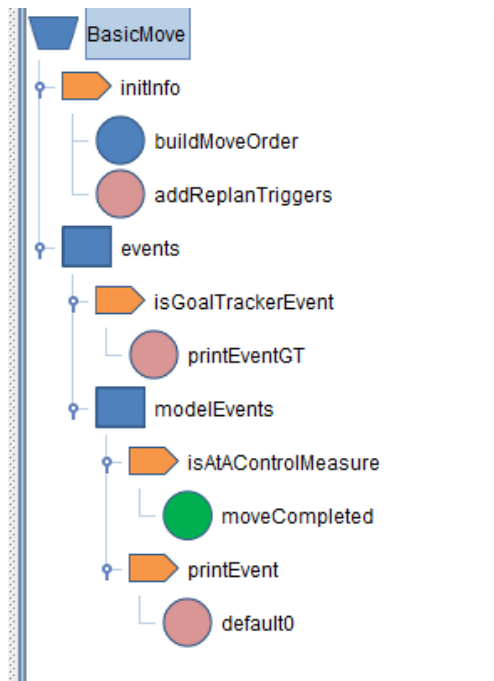 BasicMove
initInfo
buildMoveOrder
addReplanTriggers
events
isGoalTrackerEvent
printEventGT
modelEvents
isAtAControlMeasure
moveCompleted
printEvent
default0